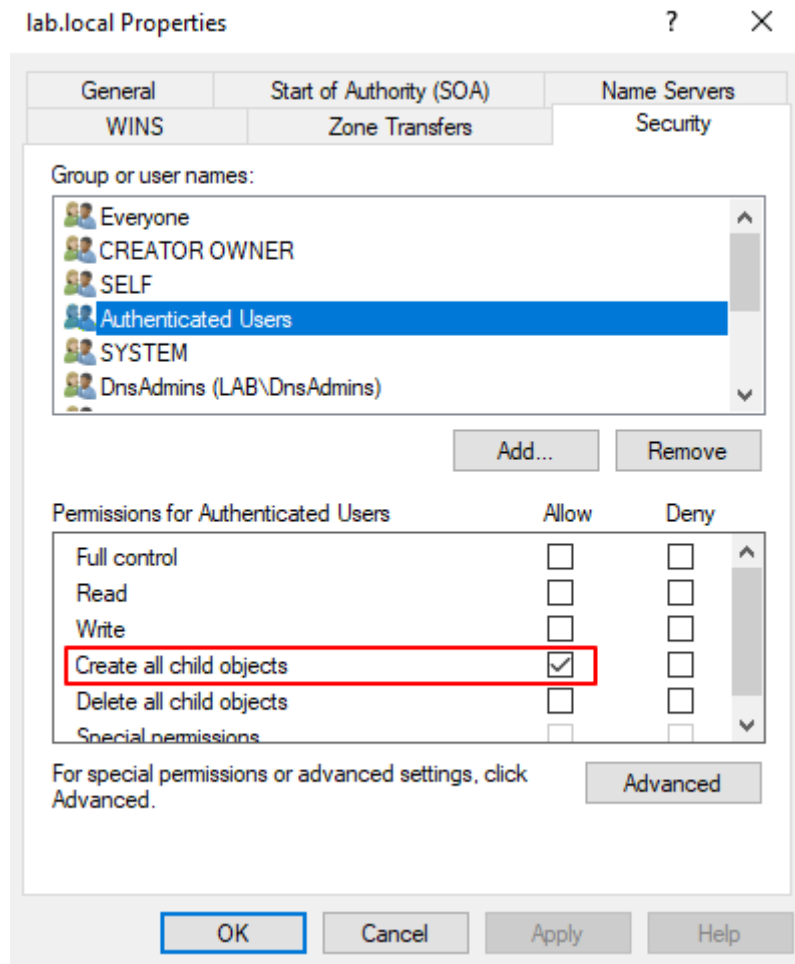 lab.local Properties ? ✕
General Start of Authority (SOA) Name Servers
WINS Zone Transfers Security
Group or user names:
Everyone
CREATOR OWNER
SELF
Authenticated Users
SYSTEM
DnsAdmins (LAB\DnsAdmins)
Add... Remove
Permissions for Authenticated Users Allow Deny
Full control
Read
Write
Create all child objects
Delete all child objects
Special permissions
For special permissions or advanced settings, click
Advanced.
Advanced
OK Cancel Apply Help